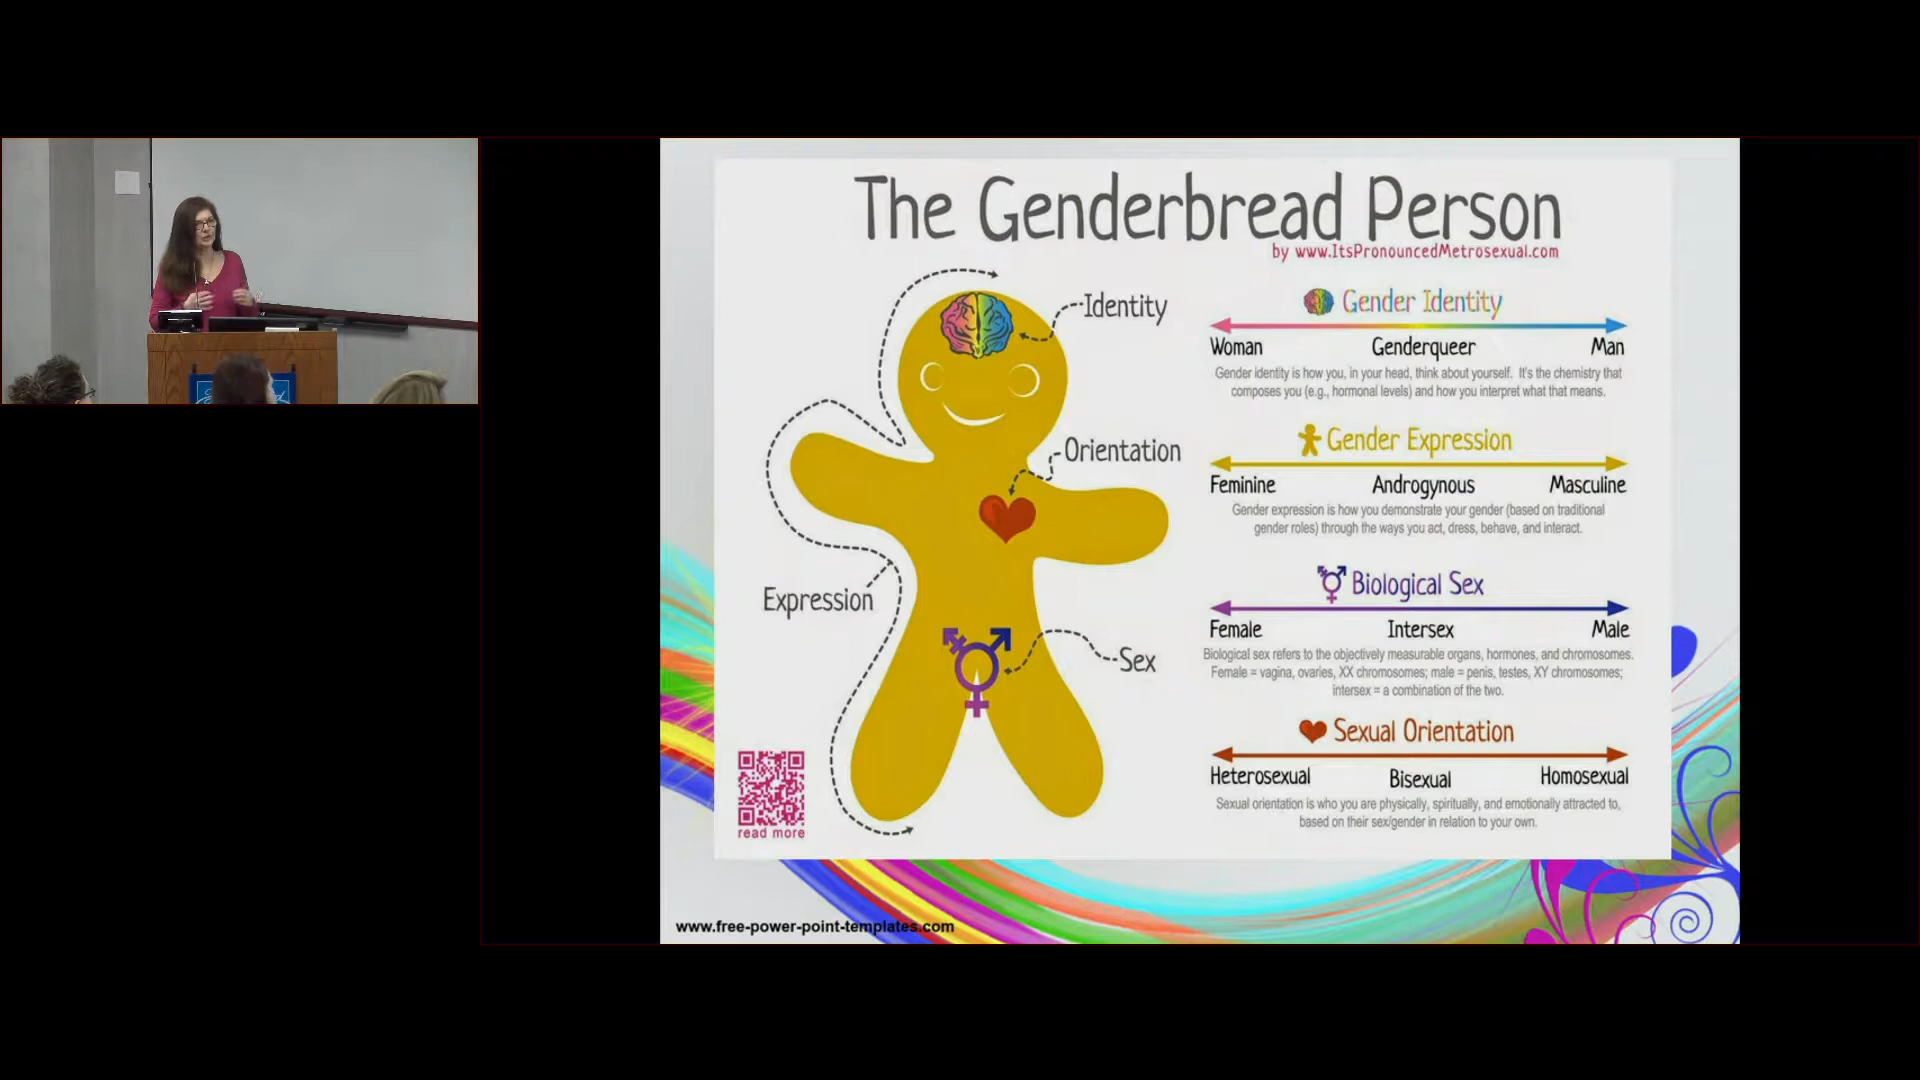 The Genderbread Person
by www.ItsPronouncedMetrosexual.com
Identity
Orientation
Expression
Sex
read more
Gender Identity
Woman Genderqueer Man
Gender identity is how you, in your head, think about yourself. It's the chemistry that
composes you (e.g., hormonal levels) and how you interpret what that means.
Gender Expression
Feminine Androgynous Masculine
Gender expression is how you demonstrate your gender (based on traditional
gender roles) through the ways you act, dress, behave, and interact.
Biological Sex
Female Intersex Male
Biological sex refers to the objectively measurable organs, hormones, and chromosomes.
Female = vagina, ovaries, XX chromosomes; male = penis, testes, XY chromosomes;
intersex = a combination of the two.
Sexual Orientation
Heterosexual Bisexual Homosexual
Sexual orientation is who you are physically, spiritually, and emotionally attracted to,
based on their sex/gender in relation to your own.
www.free-power-point-templates.com